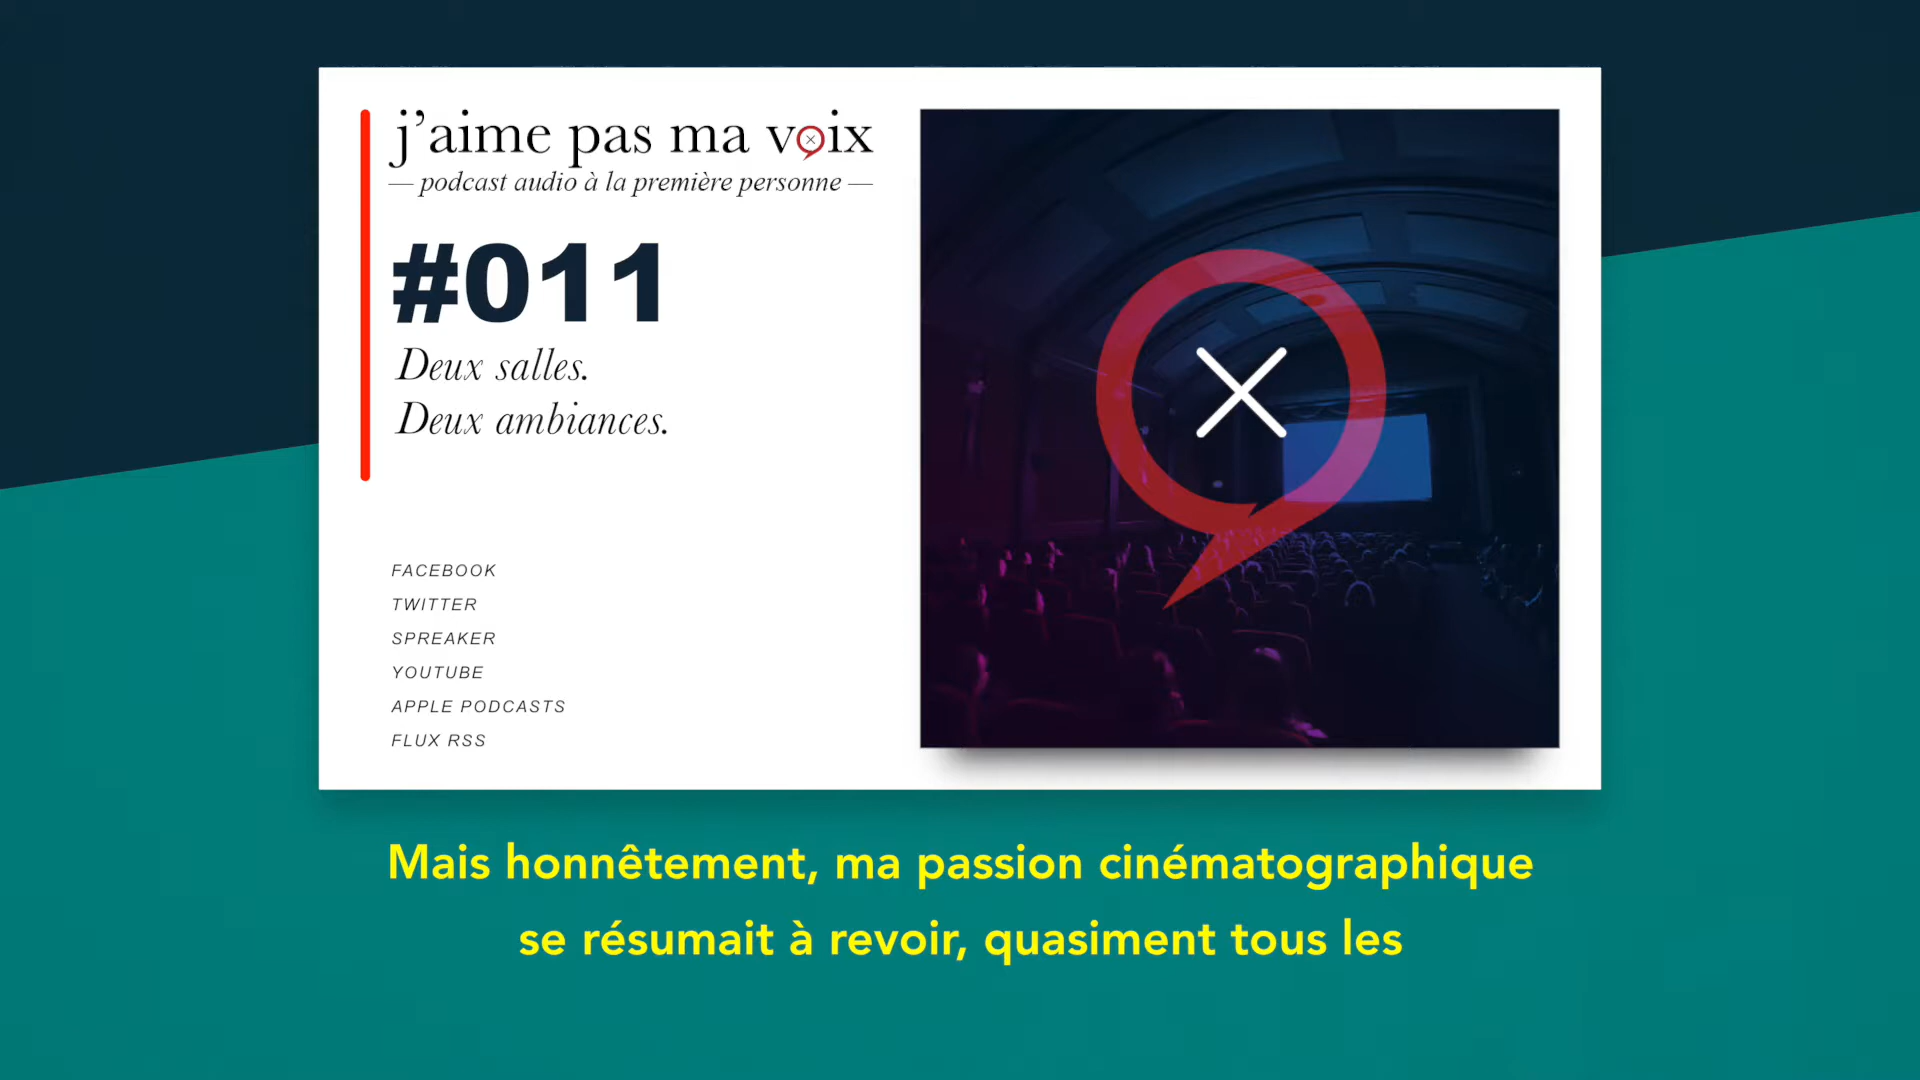 j’aime pas ma voix
— podcast audio à la première personne —
#011
Deux salles.
Deux ambiances.
FACEBOOK
TWITTER
SPREAKER
YOUTUBE
APPLE PODCASTS
FLUX RSS
Mais honnêtement, ma passion cinématographique
se résumait à revoir, quasiment tous les